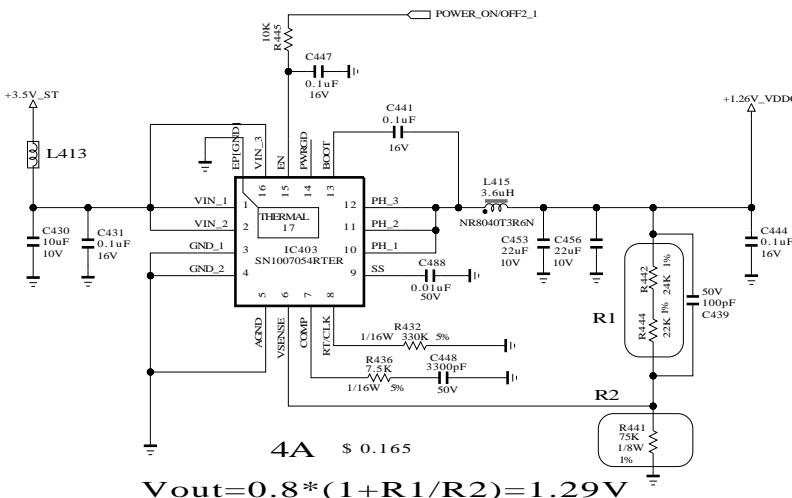 POWER_ON/OFF2_1
10K
R445
C447
0.1uF
16V
+3.5V_ST
L413
C441
0.1uF
16V
EP[GND]
VIN_3
EN
PWRGD
BOOT
16
15
14
13
L415
3.6uH
NR8040T3R6N
VIN_1
1
VIN_2
2
GND_1
3
GND_2
4
THERMAL
17
IC403
SN1007054RTER
12
PH_3
11
PH_2
10
PH_1
9
SS
C430
10uF
10V
C431
0.1uF
16V
C488
0.01uF
50V
C453
22uF
10V
C456
22uF
10V
C444
0.1uF
16V
5
6
7
8
AGND
VSENSE
COMP
RT/CLK
R432
1/16W 330K 5%
R436
7.5K
1/16W 5%
C448
3300pF
50V
R1
R442
24K 1%
R444
22K 1%
50V
100pF
C439
R2
R441
75K
1/8W
1%
4A $ 0.165
Vout=0.8*(1+R1/R2)=1.29V